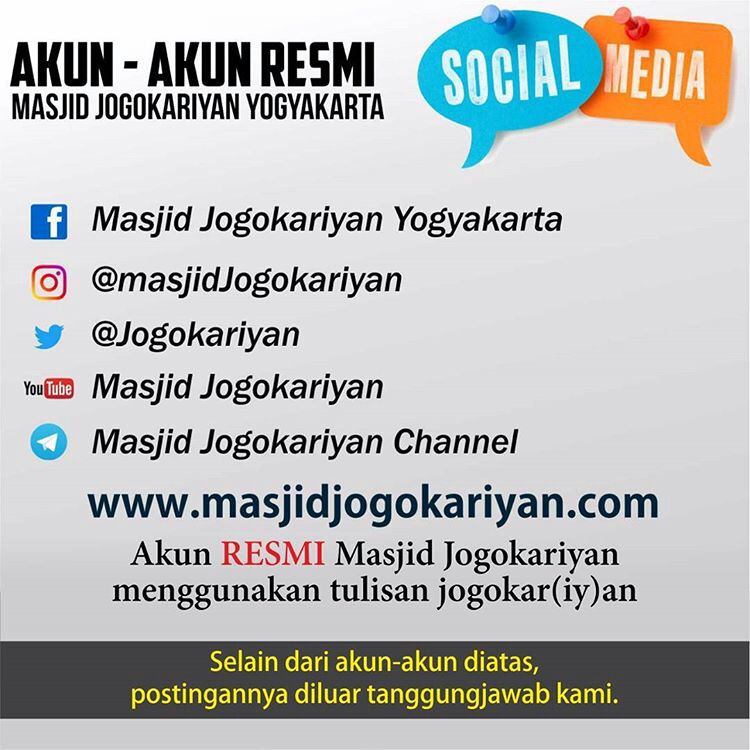 AKUN - AKUN RESMI
MASJID JOGOKARIYAN YOGYAKARTA
SOCIAL
MEDIA
Masjid Jogokariyan Yogyakarta
@masjidJogokariyan
@Jogokariyan
YouTube Masjid Jogokariyan
Masjid Jogokariyan Channel
www.masjidjogokariyan.com
Akun RESMI Masjid Jogokariyan
menggunakan tulisan jogokar(iy)an
Selain dari akun-akun diatas,
postingannya diluar tanggungjawab kami.